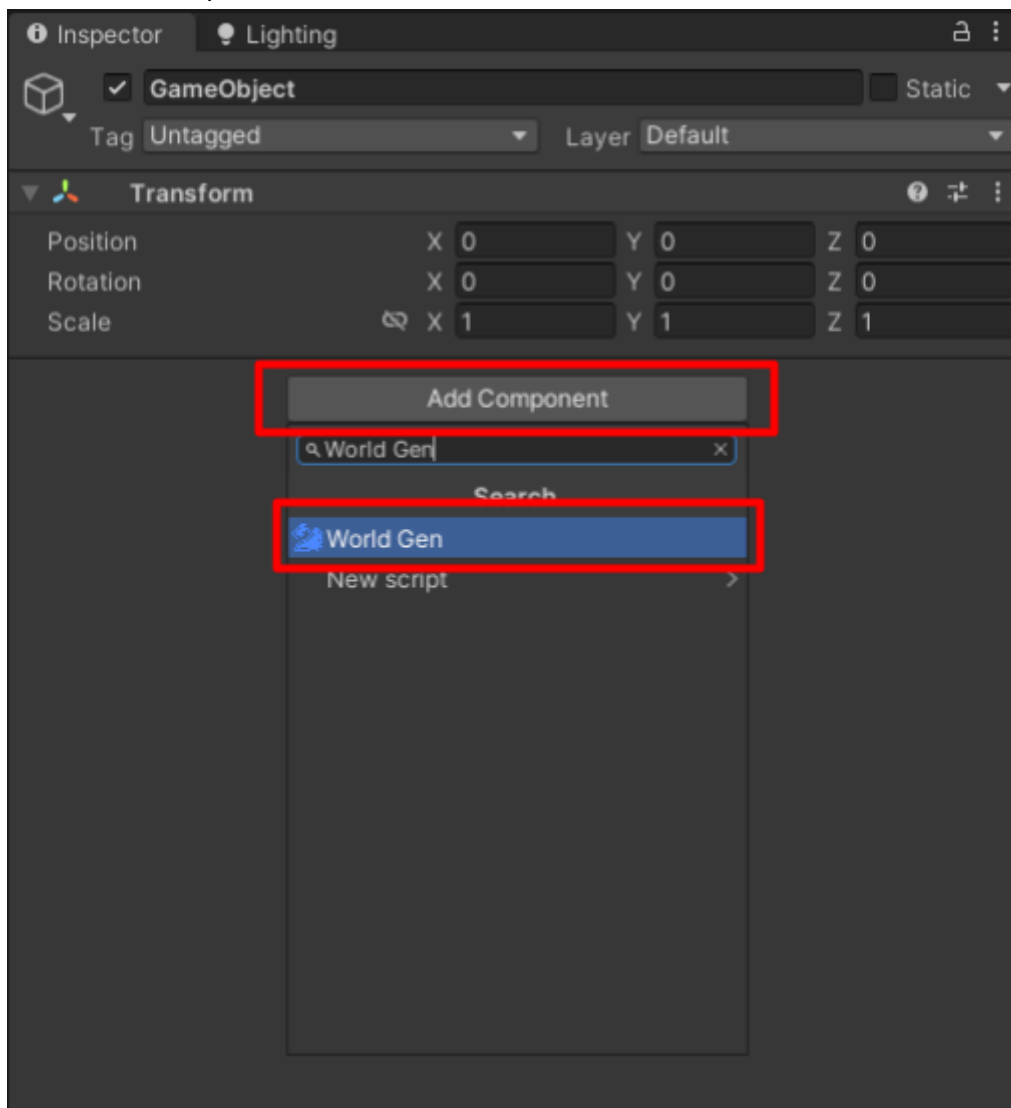 Inspector Lighting
GameObject Static
Tag Untagged Layer Default
Transform
Position X 0 Y 0 Z 0
Rotation X 0 Y 0 Z 0
Scale X 1 Y 1 Z 1
Add Component
World Gen
Search
World Gen
New script